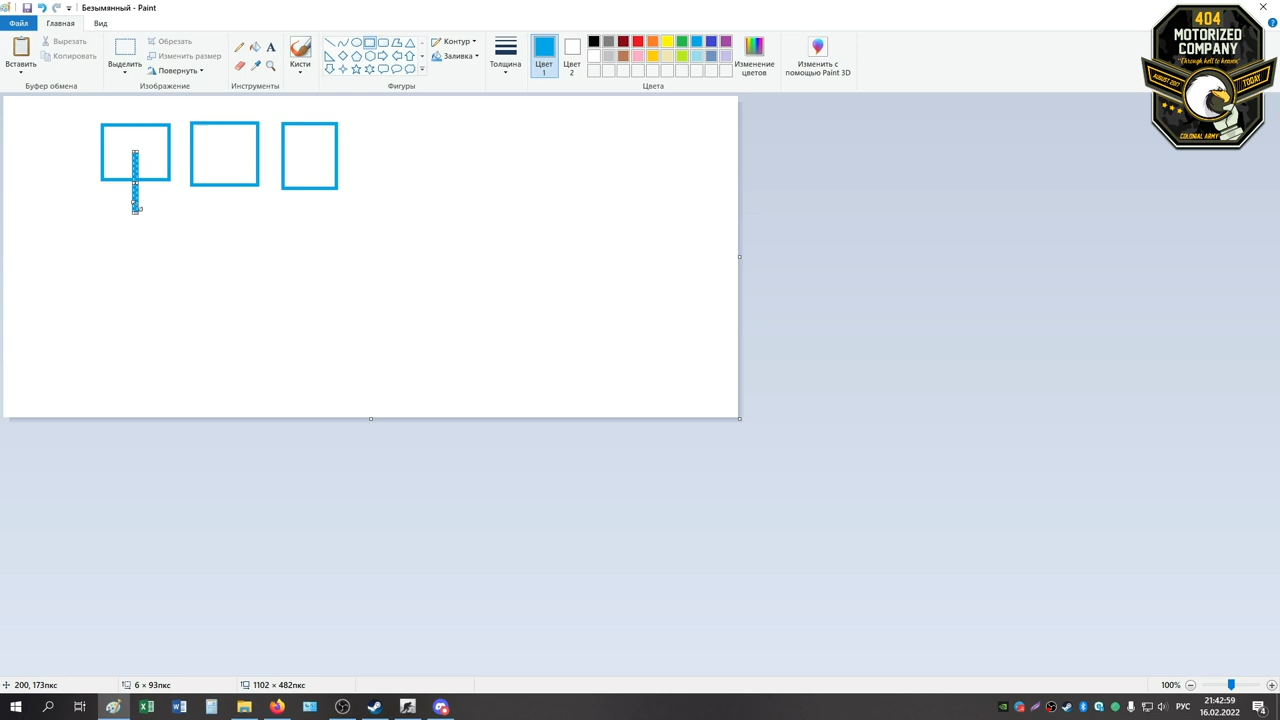 Безымянный - Paint
Файл
Главная
Вид
Вставить
Вырезать
Копировать
Буфер обмена
Выделить
Обрезать
Изменить размер
Повернуть
Изображение
Инструменты
Кисти
Контур
Заливка
Фигуры
Толщина
Цвет
1
Цвет
2
Изменение
цветов
Цвета
Изменить с
помощью Paint 3D
404
MOTORIZED
COMPANY
"Through hell to heaven"
AUGUST 2017
TODAY
COLONIAL ARMY
200, 173пкс
6 × 93пкс
1102 × 482пкс
100%
РУС
21:42:59
16.02.2022